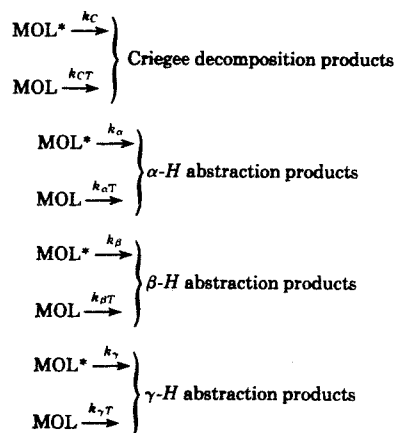 MOL* k_C
Criegee decomposition products
MOL k_CT
MOL* k_α
α-H abstraction products
MOL k_αT
MOL* k_β
β-H abstraction products
MOL k_βT
MOL* k_γ
γ-H abstraction products
MOL k_γT